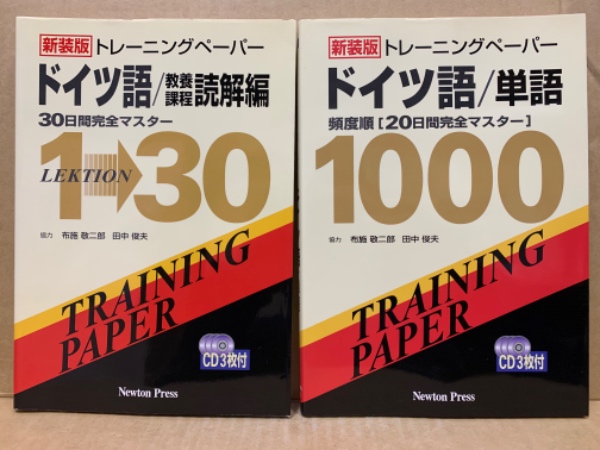 新装版 トレーニングペーパー
ドイツ語/教養課程 読解編
30日間完全マスター
1➡30
LEKTION
協力 布施 敬二郎 田中 俊夫
TRAINING
PAPER
CD3枚付
Newton Press
新装版 トレーニングペーパー
ドイツ語/単語
頻度順[20日間完全マスター]
1000
協力 布施 敬二郎 田中 俊夫
TRAINING
PAPER
CD3枚付
Newton Press